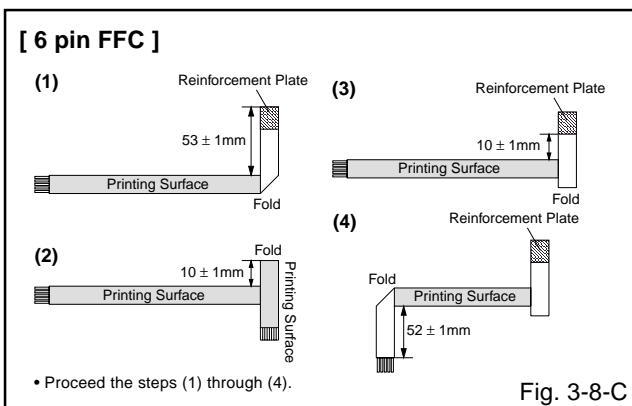 [ 6 pin FFC ]
(1)
Reinforcement Plate
53 ± 1mm
Printing Surface
Fold
(2)
Fold
10 ± 1mm
Printing Surface
Printing Surface
(3)
Reinforcement Plate
10 ± 1mm
Printing Surface
Fold
(4)
Reinforcement Plate
Fold
Printing Surface
52 ± 1mm
• Proceed the steps (1) through (4).
Fig. 3-8-C